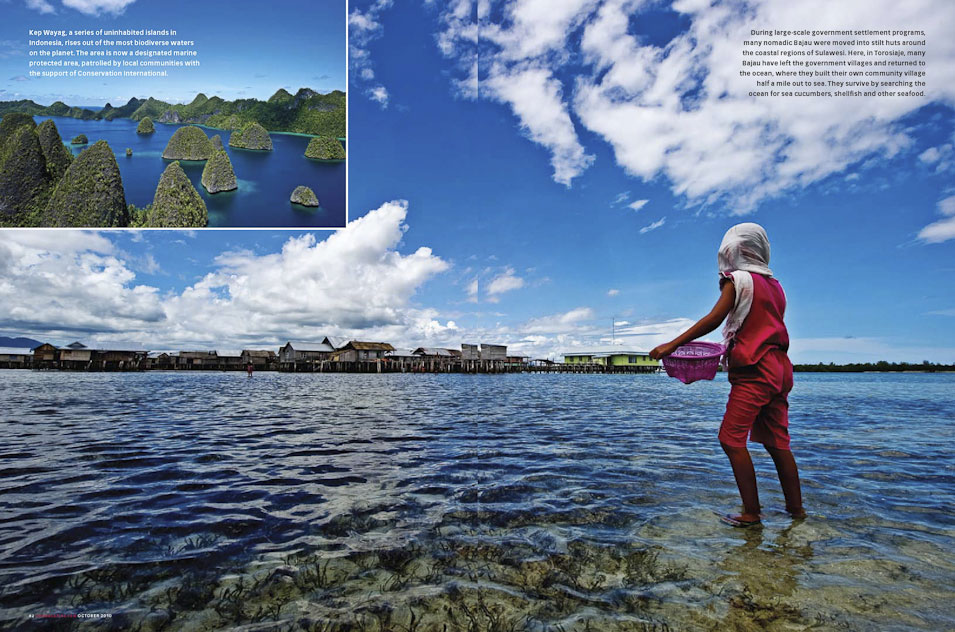 Kep Wayag, a series of uninhabited islands in
Indonesia, rises out of the most biodiverse waters
on the planet. The area is now a designated marine
protected area, patrolled by local communities with
the support of Conservation International.
During large-scale government settlement programs,
many nomadic Bajau were moved into stilt huts around
the coastal regions of Sulawesi. Here, in Torosiaje, many
Bajau have left the government villages and returned to
the ocean, where they built their own community village
half a mile out to sea. They survive by searching the
ocean for sea cucumbers, shellfish and other seafood.
OCTOBER 2010